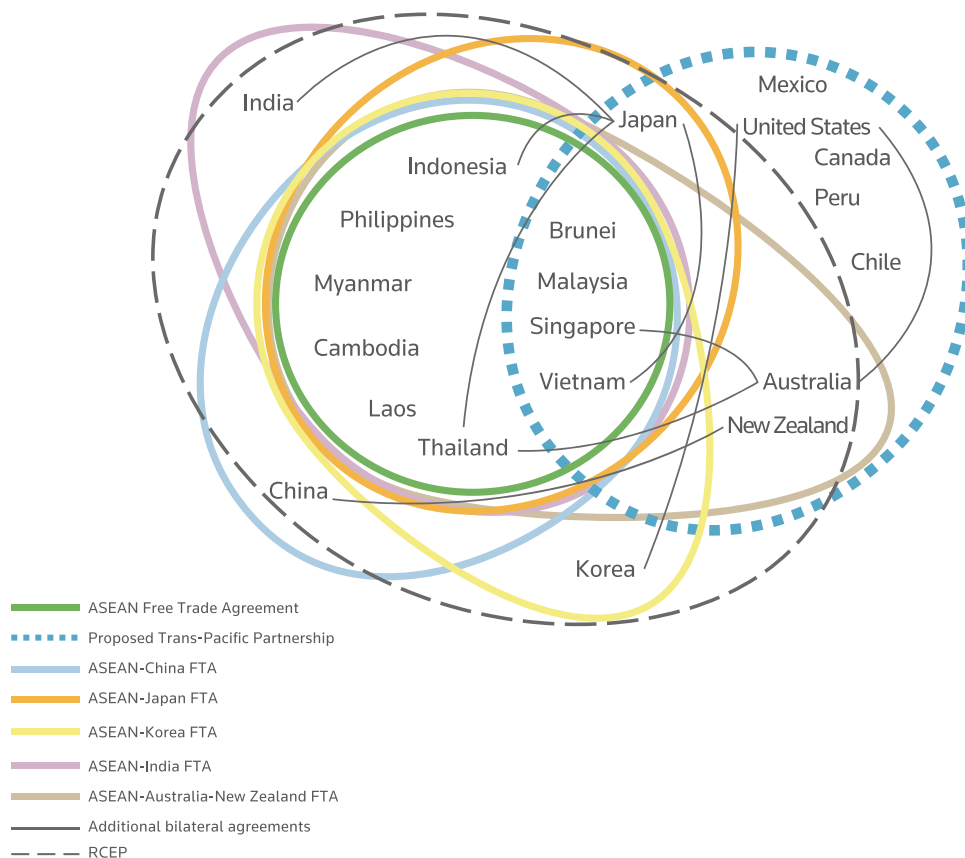 Mexico
India
Japan
United States
Canada
Indonesia
Peru
Philippines
Brunei
Chile
Myanmar
Malaysia
Singapore
Cambodia
Vietnam
Australia
Laos
New Zealand
Thailand
China
Korea
ASEAN Free Trade Agreement
Proposed Trans-Pacific Partnership
ASEAN-China FTA
ASEAN-Japan FTA
ASEAN-Korea FTA
ASEAN-India FTA
ASEAN-Australia-New Zealand FTA
Additional bilateral agreements
RCEP